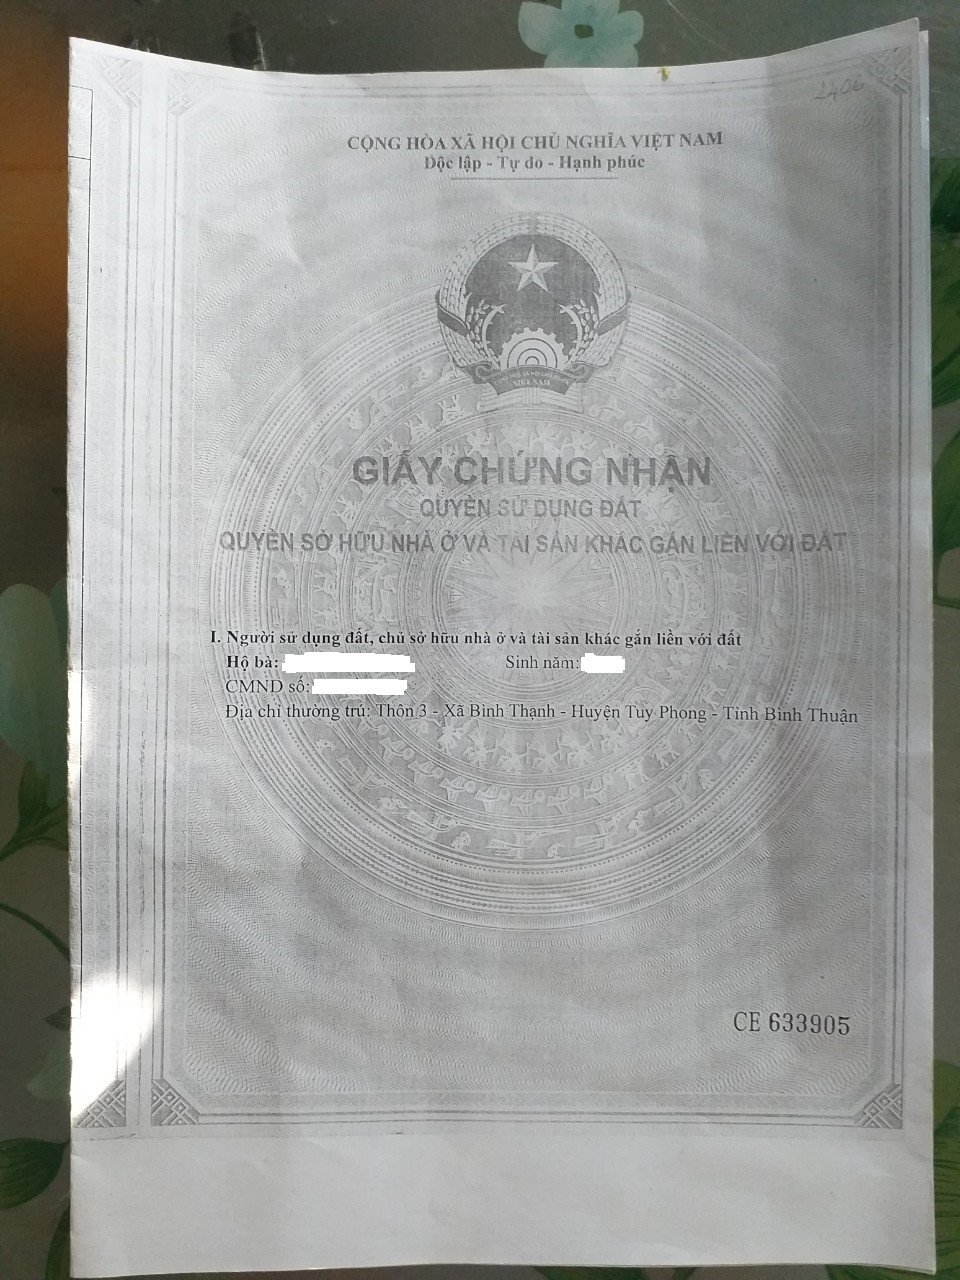 2406
CỘNG HÒA XÃ HỘI CHỦ NGHĨA VIỆT NAM
Độc lập - Tự do - Hạnh phúc
VIỆT NAM
GIẤY CHỨNG NHẬN
QUYỀN SỬ DỤNG ĐẤT
QUYỀN SỞ HỮU NHÀ Ở VÀ TÀI SẢN KHÁC GẮN LIỀN VỚI ĐẤT
I. Người sử dụng đất, chủ sở hữu nhà ở và tài sản khác gắn liền với đất
Hộ bà: Sinh năm:
CMND số:
Địa chỉ thường trú: Thôn 3 - Xã Bình Thạnh - Huyện Tuy Phong - Tỉnh Bình Thuận
CE 633905